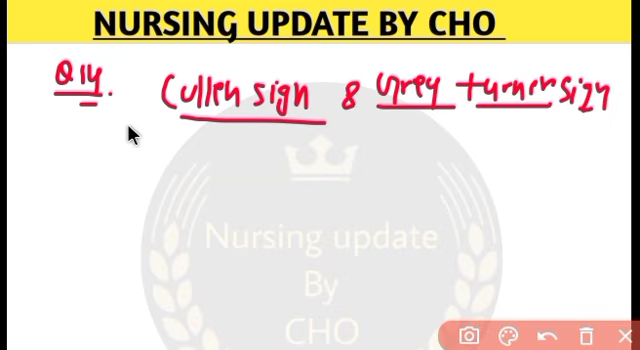 NURSING UPDATE BY CHO
Q14. Cullen sign & Grey turner sign
Nursing update
By
CHO